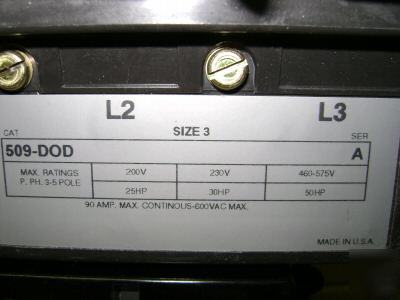 L2 L3
SIZE 3
CAT SER
509-DOD A
MAX. RATINGS 200V 230V 460-575V
P. PH. 3-5 POLE 25HP 30HP 50HP
90 AMP. MAX. CONTINOUS-600VAC MAX.
MADE IN U.S.A.